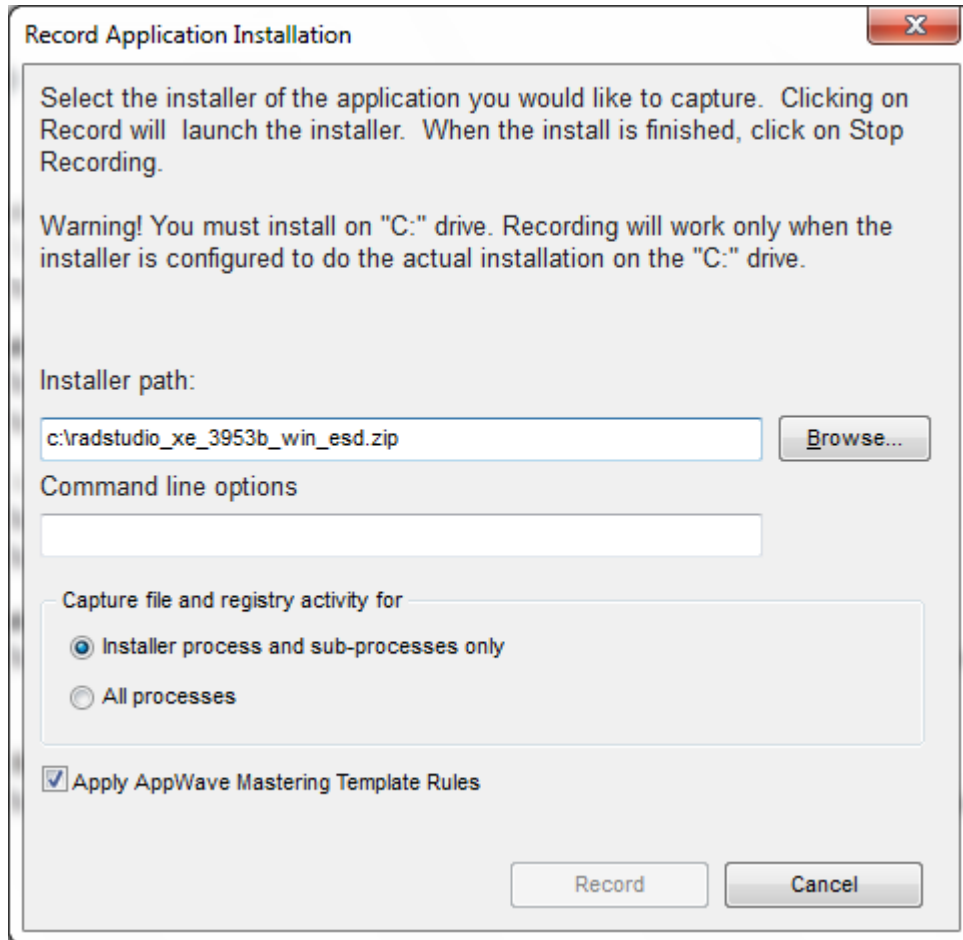 Record Application Installation
Select the installer of the application you would like to capture.  Clicking on
Record will  launch the installer.  When the install is finished, click on Stop
Recording.
Warning! You must install on "C:" drive. Recording will work only when the
installer is configured to do the actual installation on the "C:" drive.
Installer path:
c:\radstudio_xe_3953b_win_esd.zip
Browse...
Command line options
Capture file and registry activity for
Installer process and sub-processes only
All processes
Apply AppWave Mastering Template Rules
Record
Cancel